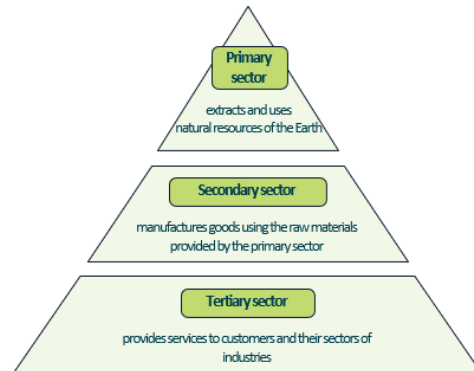 Primary
sector
extracts and uses
natural resources of the Earth
Secondary sector
manufactures goods using the raw materials
provided by the primary sector
Tertiary sector
provides services to customers and their sectors of
industries